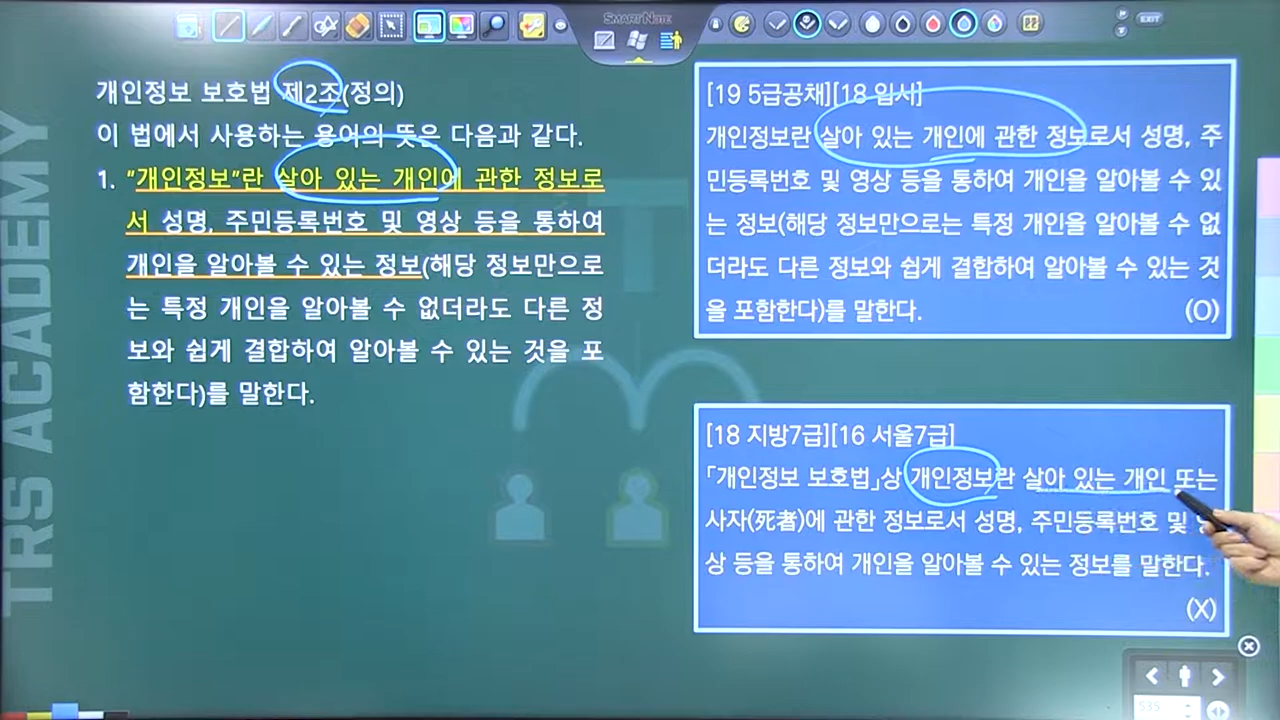 SMART NOTE
EXIT
개인정보 보호법 제2조(정의)
이 법에서 사용하는 용어의 뜻은 다음과 같다.
1. "개인정보"란 살아 있는 개인에 관한 정보로
서 성명, 주민등록번호 및 영상 등을 통하여
개인을 알아볼 수 있는 정보(해당 정보만으로
는 특정 개인을 알아볼 수 없더라도 다른 정
보와 쉽게 결합하여 알아볼 수 있는 것을 포
함한다)를 말한다.
[19 5급공채][18 입시]
개인정보란 살아 있는 개인에 관한 정보로서 성명, 주
민등록번호 및 영상 등을 통하여 개인을 알아볼 수 있
는 정보(해당 정보만으로는 특정 개인을 알아볼 수 없
더라도 다른 정보와 쉽게 결합하여 알아볼 수 있는 것
을 포함한다)를 말한다. (O)
[18 지방7급][16 서울7급]
「개인정보 보호법」상 개인정보란 살아 있는 개인 또는
사자(死者)에 관한 정보로서 성명, 주민등록번호 및 영
상 등을 통하여 개인을 알아볼 수 있는 정보를 말한다.
(X)
TRS ACADEMY
535